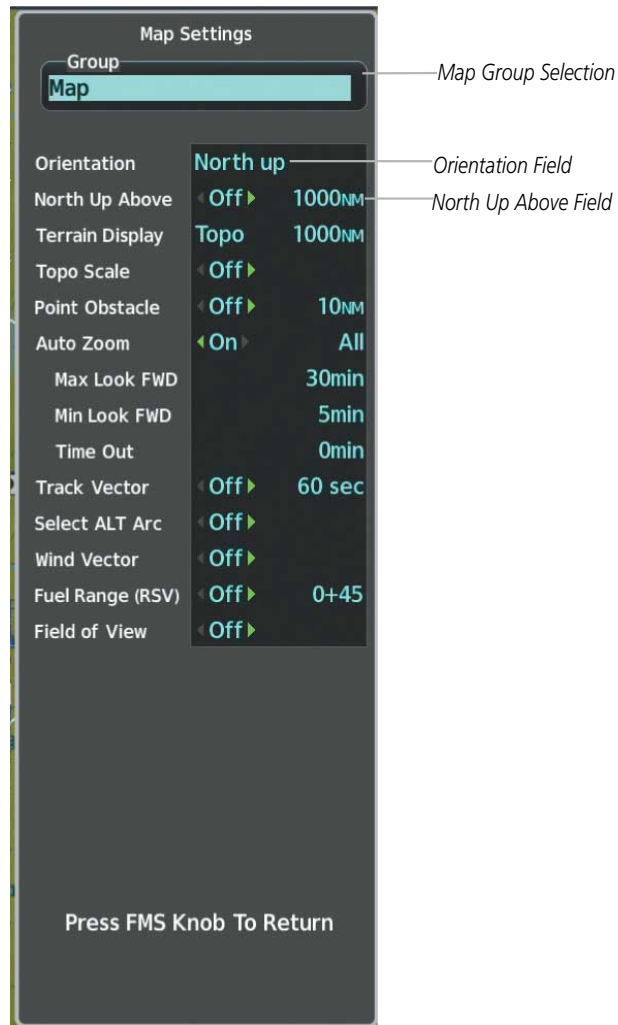 Map Settings
Group
Map
Map Group Selection
Orientation North up Orientation Field
North Up Above Off 1000NM North Up Above Field
Terrain Display Topo 1000NM
Topo Scale Off
Point Obstacle Off 10NM
Auto Zoom On All
Max Look FWD 30min
Min Look FWD 5min
Time Out 0min
Track Vector Off 60 sec
Select ALT Arc Off
Wind Vector Off
Fuel Range (RSV) Off 0+45
Field of View Off
Press FMS Knob To Return